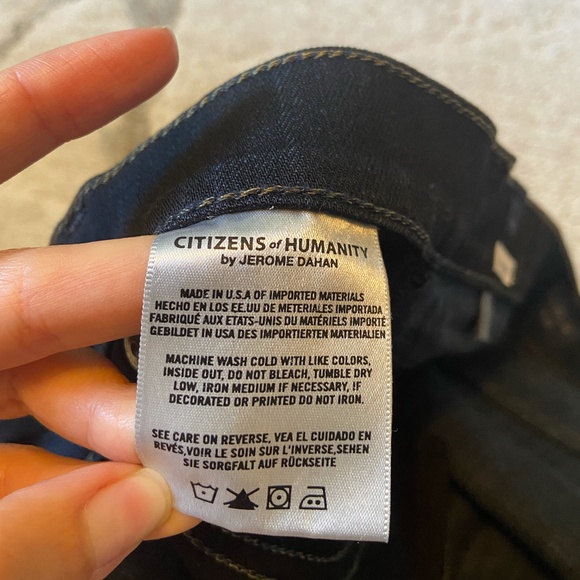 CITIZENS of HUMANITY
by JEROME DAHAN
MADE IN U.S.A OF IMPORTED MATERIALS
HECHO EN LOS EE.UU DE METERIALES IMPORTADA
FABRIQUÉ AUX ETATS-UNIS DU MATÉRIELS IMPORTÉ
GEBILDET IN USA DES IMPORTIERTEN MATERIALIEN
MACHINE WASH COLD WITH LIKE COLORS,
INSIDE OUT, DO NOT BLEACH, TUMBLE DRY
LOW, IRON MEDIUM IF NECESSARY, IF
DECORATED OR PRINTED DO NOT IRON.
SEE CARE ON REVERSE, VEA EL CUIDADO EN
REVÉS,VOIR LE SOIN SUR L'INVERSE,SEHEN
SIE SORGFALT AUF RÜCKSEITE